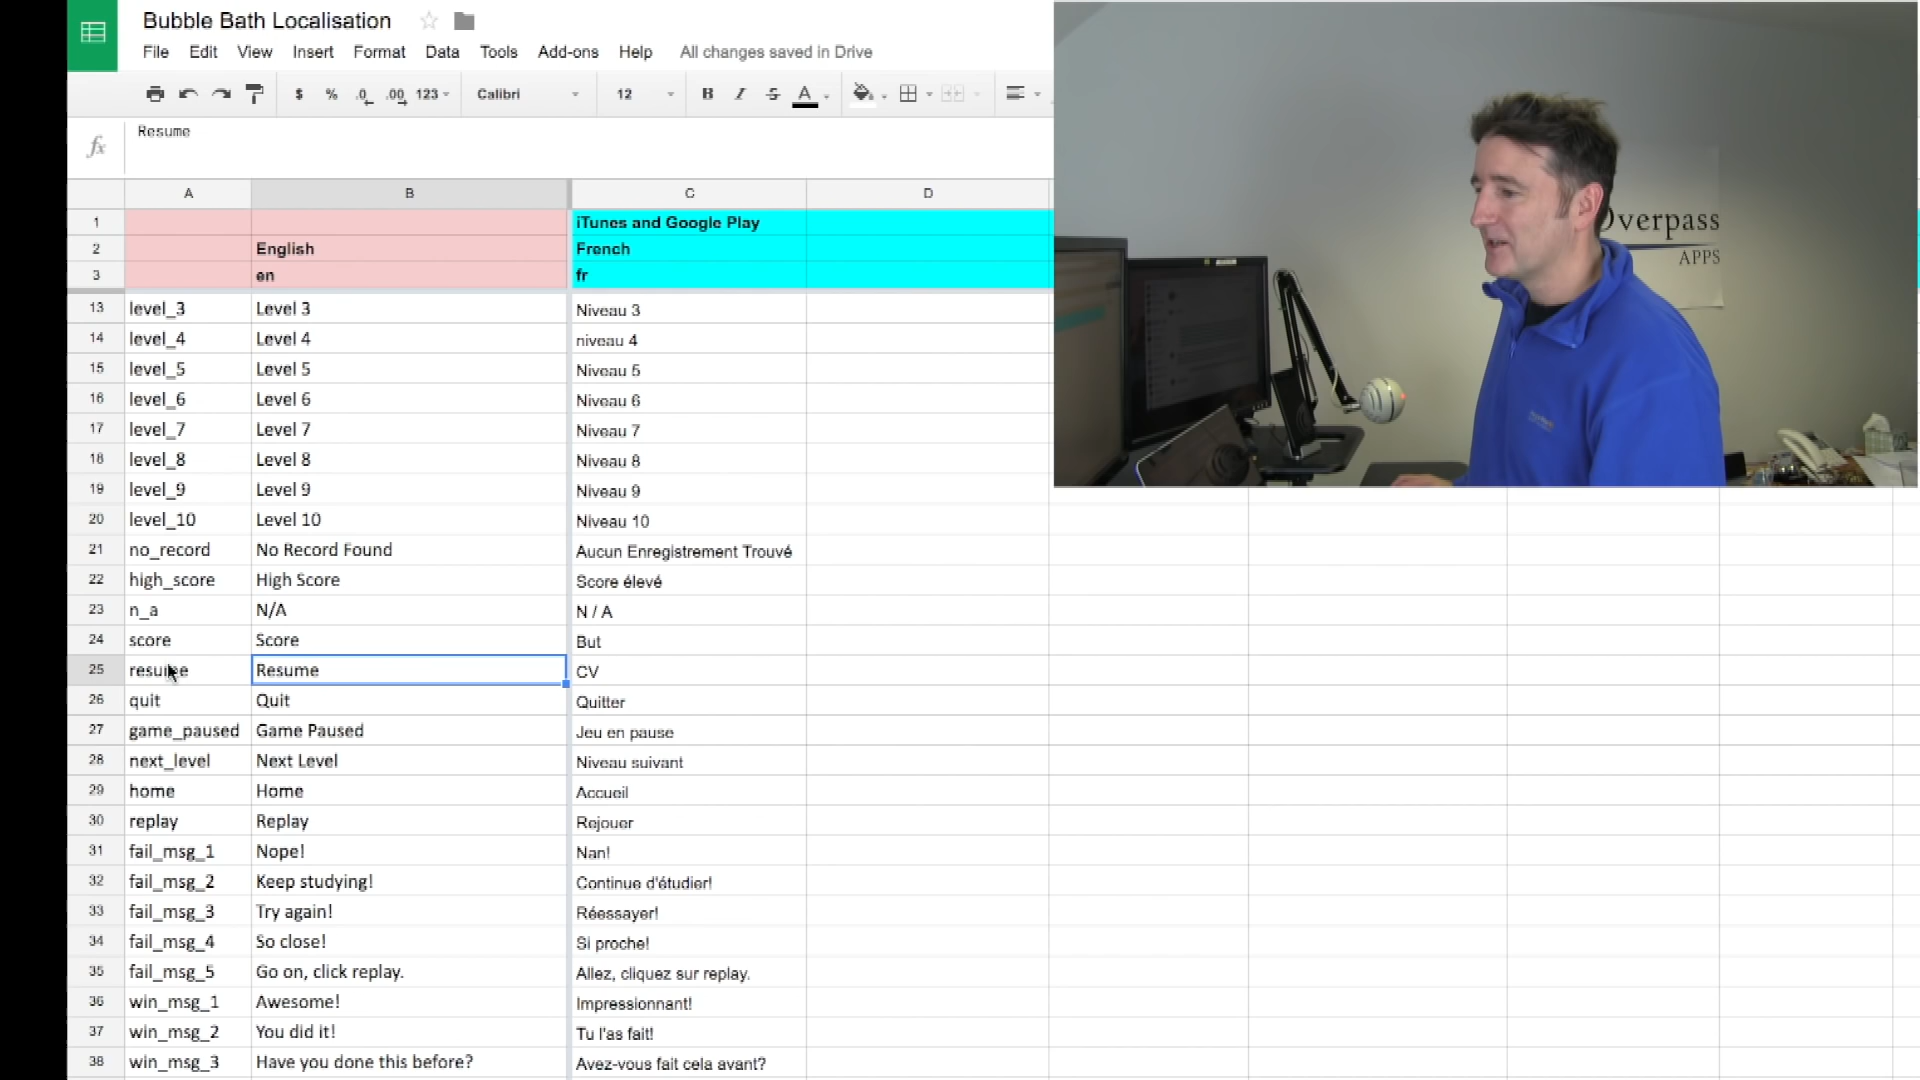 Bubble Bath Localisation
File Edit View Insert Format Data Tools Add-ons Help All changes saved in Drive
$ % .0 .00 123 Calibri 12 B I S A
fx Resume
A B C D
1 iTunes and Google Play
2 English French
3 en fr
13 level_3 Level 3 Niveau 3
14 level_4 Level 4 niveau 4
15 level_5 Level 5 Niveau 5
16 level_6 Level 6 Niveau 6
17 level_7 Level 7 Niveau 7
18 level_8 Level 8 Niveau 8
19 level_9 Level 9 Niveau 9
20 level_10 Level 10 Niveau 10
21 no_record No Record Found Aucun Enregistrement Trouvé
22 high_score High Score Score élevé
23 n_a N/A N / A
24 score Score But
25 resume Resume CV
26 quit Quit Quitter
27 game_paused Game Paused Jeu en pause
28 next_level Next Level Niveau suivant
29 home Home Accueil
30 replay Replay Rejouer
31 fail_msg_1 Nope! Nan!
32 fail_msg_2 Keep studying! Continue d'étudier!
33 fail_msg_3 Try again! Réessayer!
34 fail_msg_4 So close! Si proche!
35 fail_msg_5 Go on, click replay. Allez, cliquez sur replay.
36 win_msg_1 Awesome! Impressionnant!
37 win_msg_2 You did it! Tu l'as fait!
38 win_msg_3 Have you done this before? Avez-vous fait cela avant?
Overpass
APPS